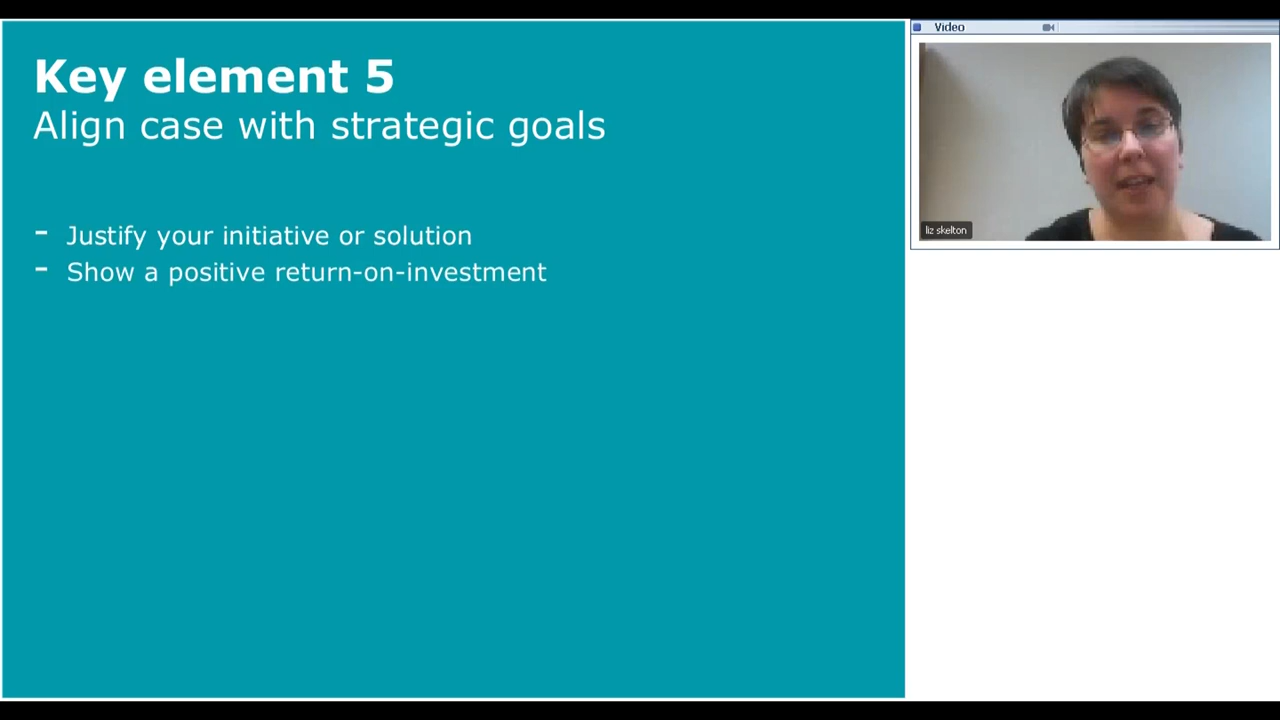 Key element 5
Align case with strategic goals
- Justify your initiative or solution
- Show a positive return-on-investment
Video
liz skelton